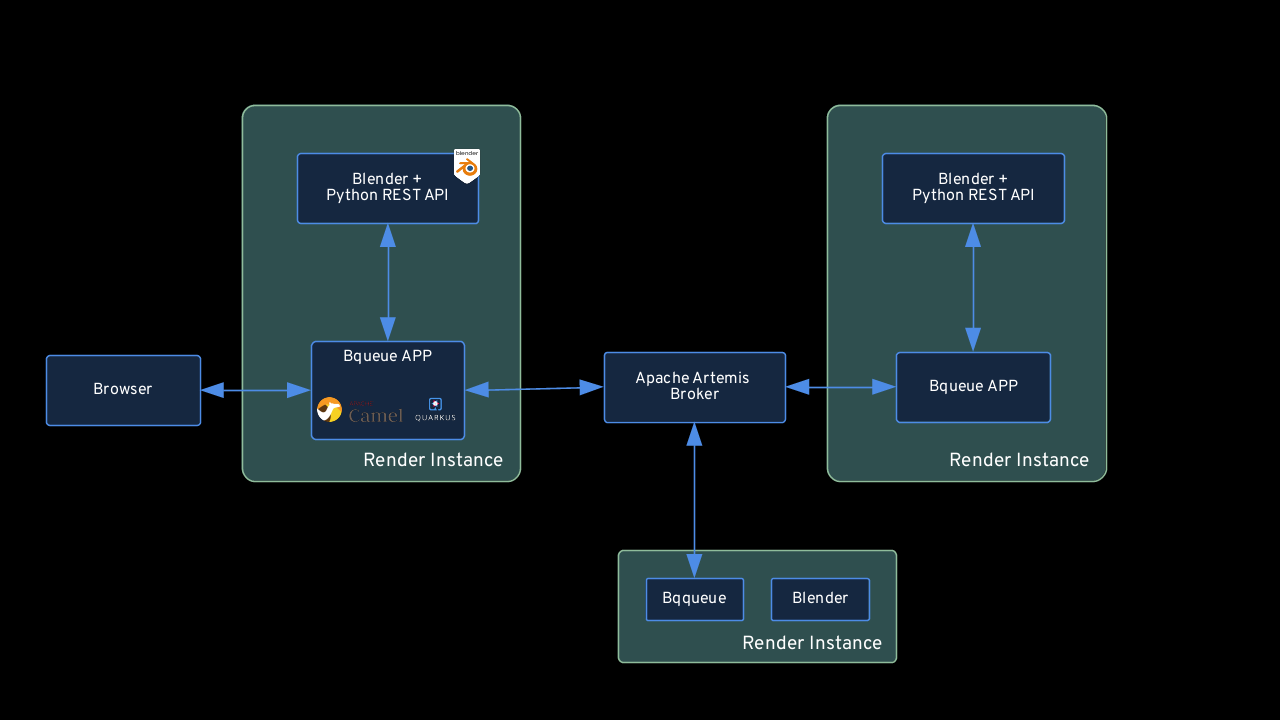 blender
Blender +
Python REST API
Bqueue APP
Camel
QUARKUS
Render Instance
Browser
Apache Artemis
Broker
Blender +
Python REST API
Bqueue APP
Render Instance
Bqqueue
Blender
Render Instance